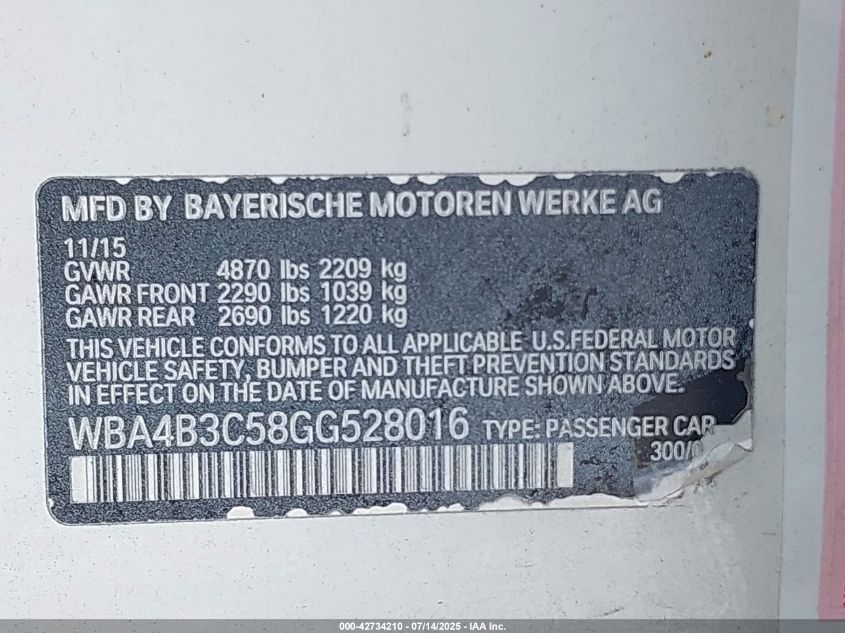 MFD BY BAYERISCHE MOTOREN WERKE AG
11/15
GVWR 4870 lbs 2209 kg
GAWR FRONT 2290 lbs 1039 kg
GAWR REAR 2690 lbs 1220 kg
THIS VEHICLE CONFORMS TO ALL APPLICABLE U.S.FEDERAL MOTOR
VEHICLE SAFETY, BUMPER AND THEFT PREVENTION STANDARDS
IN EFFECT ON THE DATE OF MANUFACTURE SHOWN ABOVE.
WBA4B3C58GG528016 TYPE: PASSENGER CAR
300/
000-42734210 - 07/14/2025 - IAA Inc.